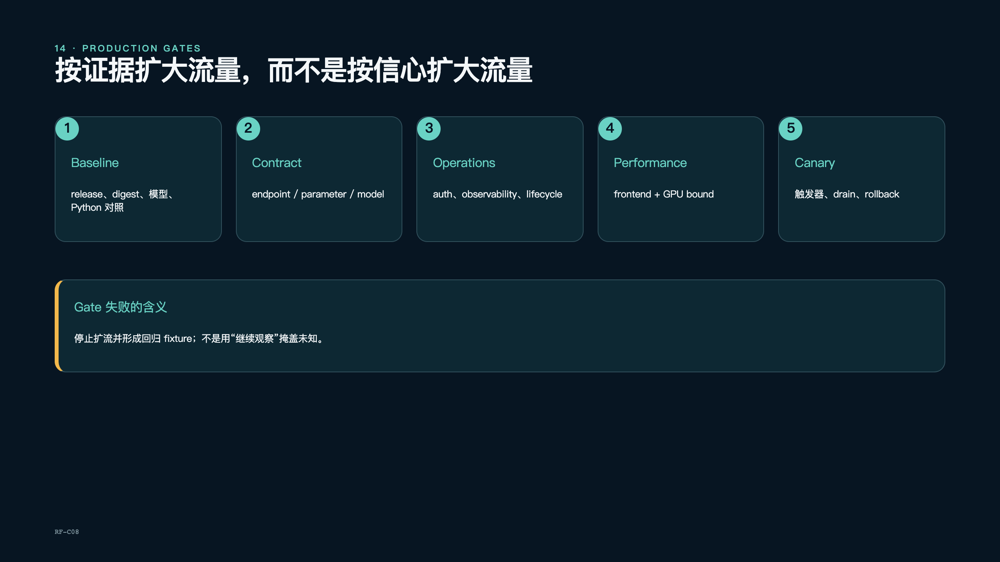 14 · PRODUCTION GATES
按证据扩大流量，而不是按信心扩大流量
1
Baseline
release、digest、模型、
Python 对照
2
Contract
endpoint / parameter / model
3
Operations
auth、observability、lifecycle
4
Performance
frontend + GPU bound
5
Canary
触发器、drain、rollback
Gate 失败的含义
停止扩流并形成回归 fixture；不是用“继续观察”掩盖未知。
RF-C08